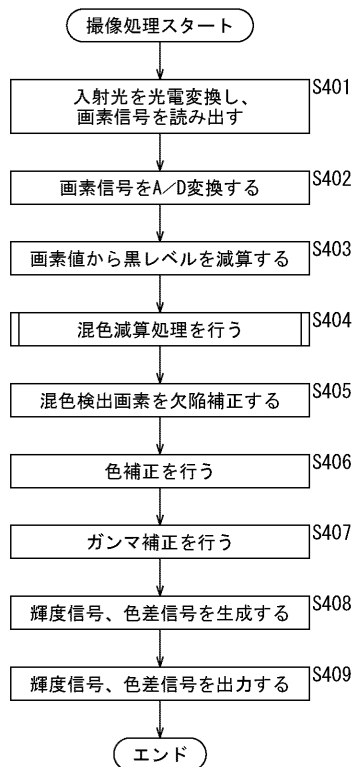 撮像処理スタート
S401
入射光を光電変換し、
画素信号を読み出す
S402
画素信号をA／D変換する
S403
画素値から黒レベルを減算する
S404
混色減算処理を行う
S405
混色検出画素を欠陥補正する
S406
色補正を行う
S407
ガンマ補正を行う
S408
輝度信号、色差信号を生成する
S409
輝度信号、色差信号を出力する
エンド